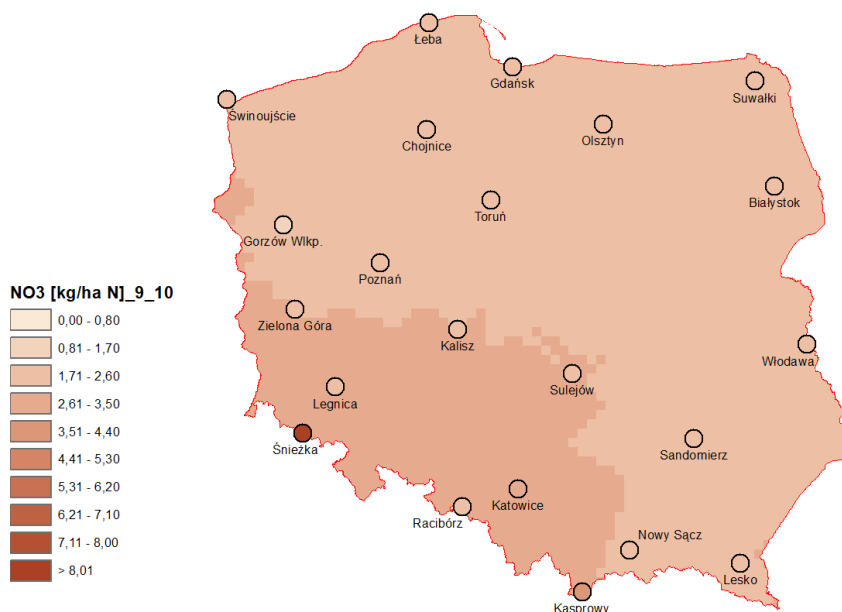 Łeba
Gdańsk
Suwałki
Świnoujście
Chojnice
Olsztyn
Białystok
Toruń
Gorzów Wlkp.
Poznań
NO3 [kg/ha N]_9_10
0,00 - 0,80
0,81 - 1,70
1,71 - 2,60
2,61 - 3,50
3,51 - 4,40
4,41 - 5,30
5,31 - 6,20
6,21 - 7,10
7,11 - 8,00
> 8,01
Zielona Góra
Kalisz
Włodawa
Legnica
Sulejów
Śnieżka
Sandomierz
Katowice
Racibórz
Nowy Sącz
Lesko
Kasprowy